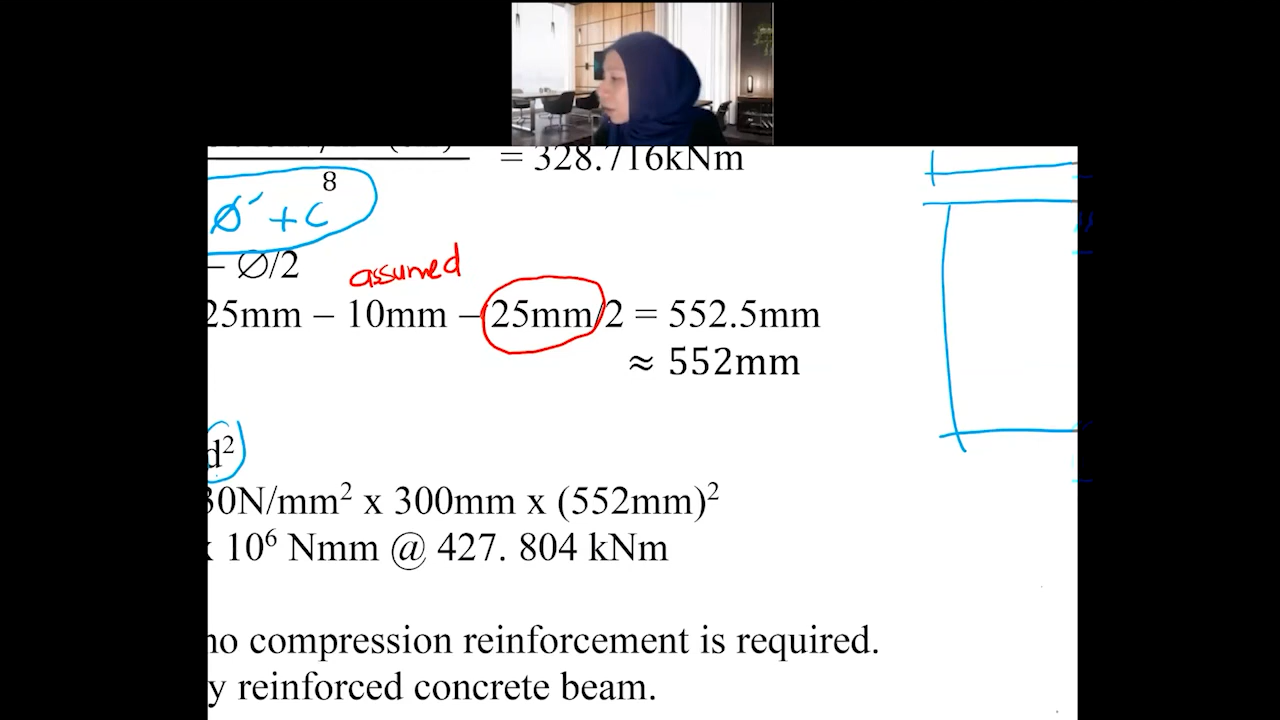 = 328.716kNm
8
Ø' + C
– ∅/2
assumed
25mm – 10mm – 25mm/2 = 552.5mm
≈ 552mm
d²
30N/mm² x 300mm x (552mm)²
x 10⁶ Nmm @ 427. 804 kNm
no compression reinforcement is required.
y reinforced concrete beam.